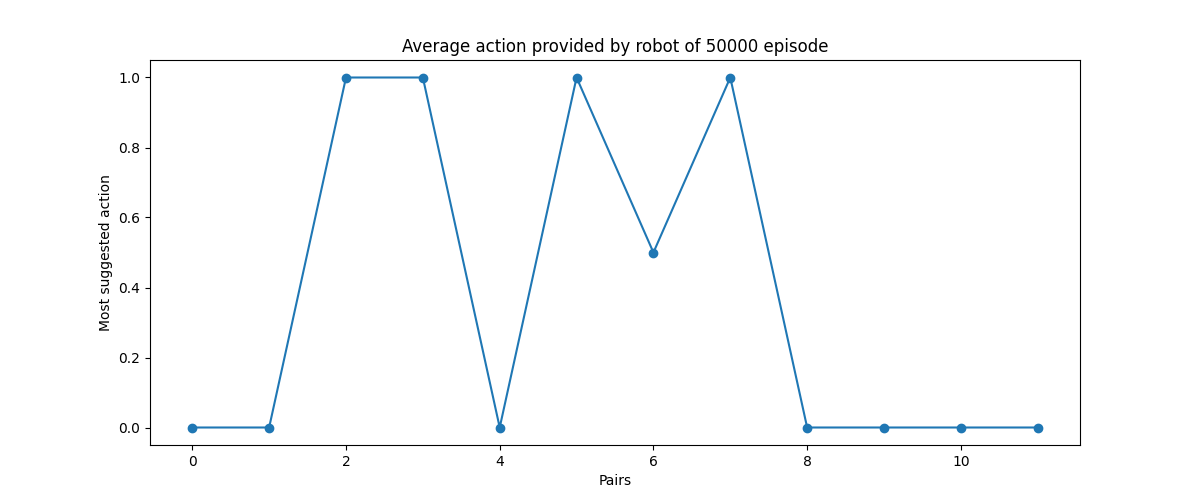 Average action provided by robot of 50000 episode
Most suggested action
1.0
0.8
0.6
0.4
0.2
0.0
0 2 4 6 8 10
Pairs